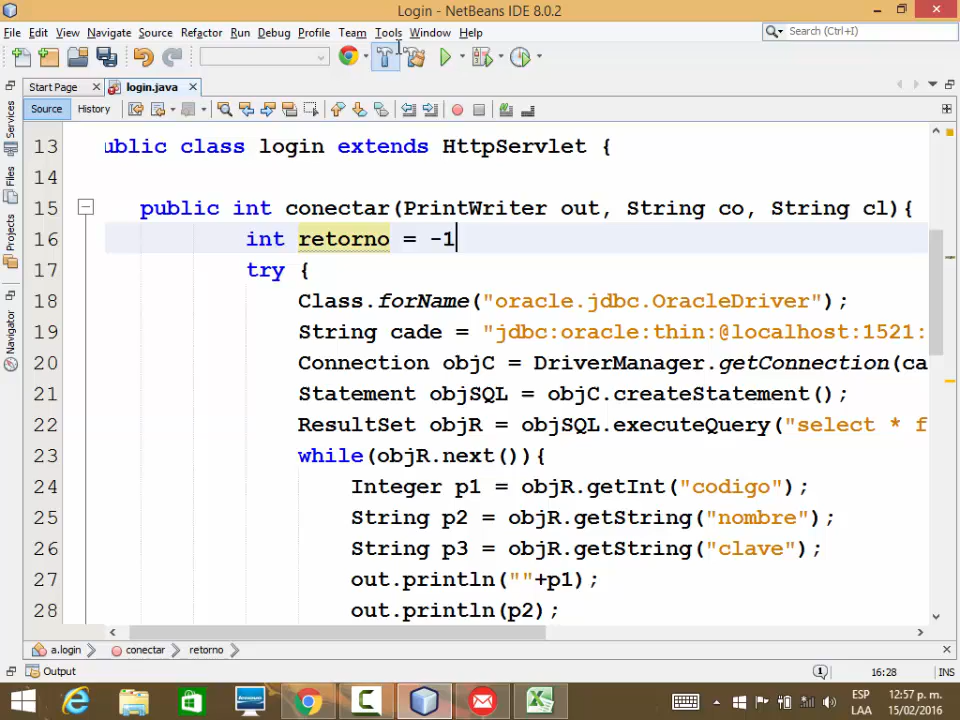 Login - NetBeans IDE 8.0.2
File Edit View Navigate Source Refactor Run Debug Profile Team Tools Window Help
Search (Ctrl+I)
Start Page
login.java
Source History
Services
Files
Projects
Navigator
13 ublic class login extends HttpServlet {
14
15 public int conectar(PrintWriter out, String co, String cl){
16 int retorno = -1
17 try {
18 Class.forName("oracle.jdbc.OracleDriver");
19 String cade = "jdbc:oracle:thin:@localhost:1521:
20 Connection objC = DriverManager.getConnection(ca
21 Statement objSQL = objC.createStatement();
22 ResultSet objR = objSQL.executeQuery("select * f
23 while(objR.next()){
24 Integer p1 = objR.getInt("codigo");
25 String p2 = objR.getString("nombre");
26 String p3 = objR.getString("clave");
27 out.println(""+p1);
28 out.println(p2);
a.login conectar retorno
Output
1
16:28 INS
ESP
LAA
12:57 p. m.
15/02/2016